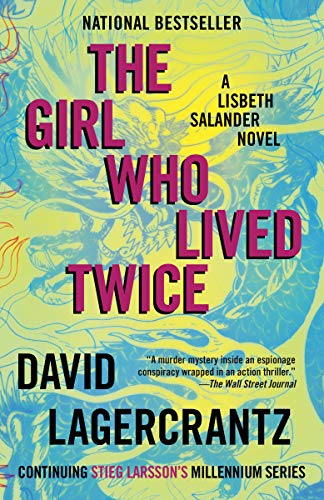 NATIONAL BESTSELLER
THE
GIRL
WHO
LIVED
TWICE
A
LISBETH
SALANDER
NOVEL
DAVID
LAGERCRANTZ
"A murder mystery inside an espionage
conspiracy wrapped in an action thriller."
—The Wall Street Journal
CONTINUING STIEG LARSSON'S MILLENNIUM SERIES